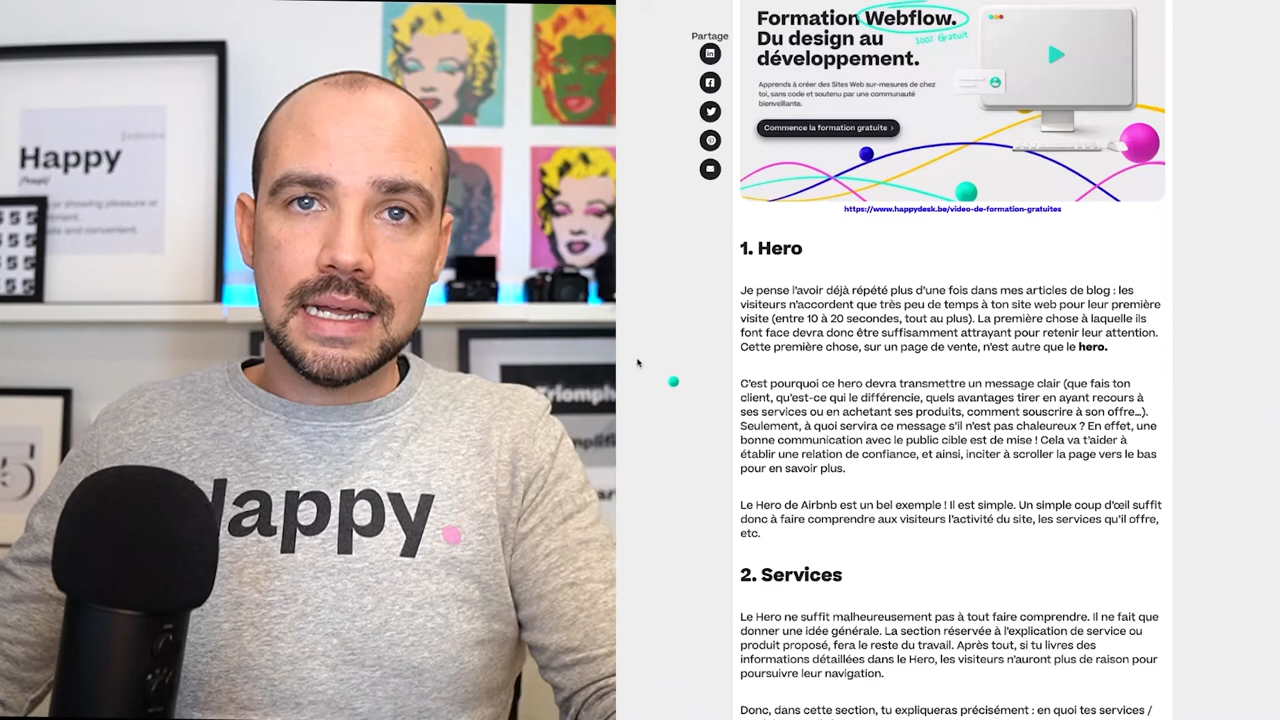 Happy
Happy.
Triomph
Partage
Formation Webflow.
Du design au
développement.
100% Gratuit
Apprends à créer des Sites Web sur-mesures de chez
toi, sans code et soutenu par une communauté
bienveillante.
Commence la formation gratuite ›
https://www.happydesk.be/video-de-formation-gratuites
1. Hero
Je pense l’avoir déjà répété plus d’une fois dans mes articles de blog : les
visiteurs n’accordent que très peu de temps à ton site web pour leur première
visite (entre 10 à 20 secondes, tout au plus). La première chose à laquelle ils
font face devra donc être suffisamment attrayant pour retenir leur attention.
Cette première chose, sur un page de vente, n’est autre que le hero.
C’est pourquoi ce hero devra transmettre un message clair (que fais ton
client, qu’est-ce qui le différencie, quels avantages tirer en ayant recours à
ses services ou en achetant ses produits, comment souscrire à son offre…).
Seulement, à quoi servira ce message s’il n’est pas chaleureux ? En effet, une
bonne communication avec le public cible est de mise ! Cela va t’aider à
établir une relation de confiance, et ainsi, inciter à scroller la page vers le bas
pour en savoir plus.
Le Hero de Airbnb est un bel exemple ! Il est simple. Un simple coup d’œil suffit
donc à faire comprendre aux visiteurs l’activité du site, les services qu’il offre,
etc.
2. Services
Le Hero ne suffit malheureusement pas à tout faire comprendre. Il ne fait que
donner une idée générale. La section réservée à l’explication de service ou
produit proposé, fera le reste du travail. Après tout, si tu livres des
informations détaillées dans le Hero, les visiteurs n’auront plus de raison pour
poursuivre leur navigation.
Donc, dans cette section, tu expliqueras précisément : en quoi tes services /